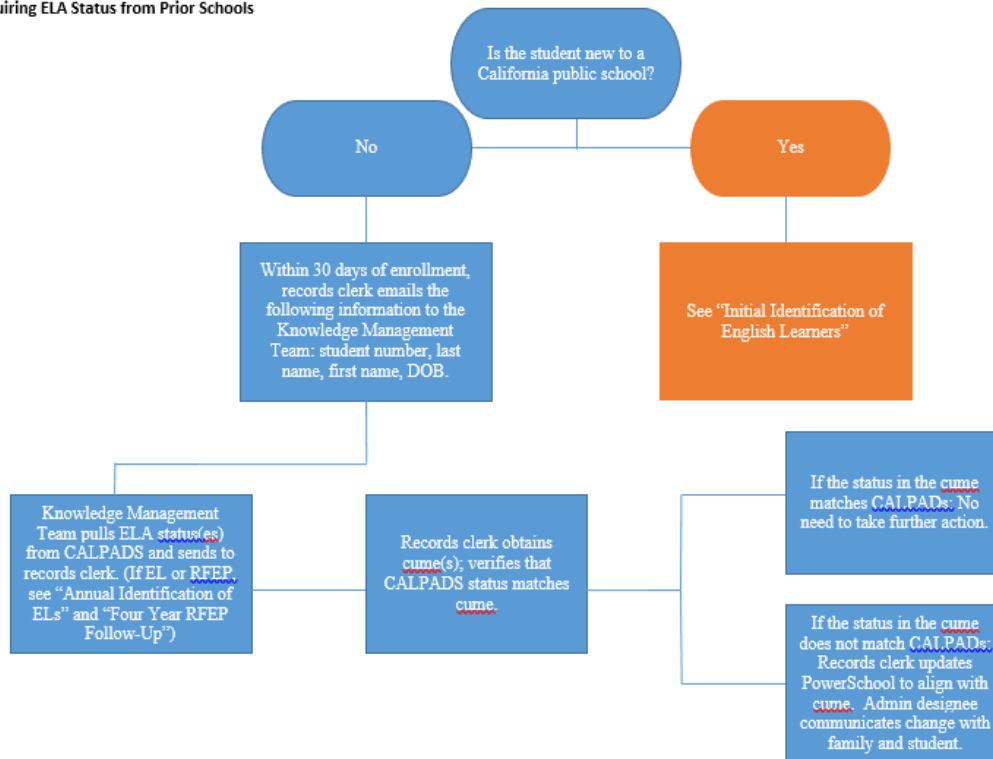 uiring ELA Status from Prior Schools
Is the student new to a
California public school?
No
Yes
Within 30 days of enrollment,
records clerk emails the
following information to the
Knowledge Management
Team: student number, last
name, first name, DOB.
See “Initial Identification of
English Learners”
Knowledge Management
Team pulls ELA status(es)
from CALPADS and sends to
records clerk. (If EL or RFEP,
see “Annual Identification of
ELs” and “Four Year RFEP
Follow-Up”)
Records clerk obtains
cume(s); verifies that
CALPADS status matches
cume.
If the status in the cume
matches CALPADs: No
need to take further action.
If the status in the cume
does not match CALPADs:
Records clerk updates
PowerSchool to align with
cume.  Admin designee
communicates change with
family and student.